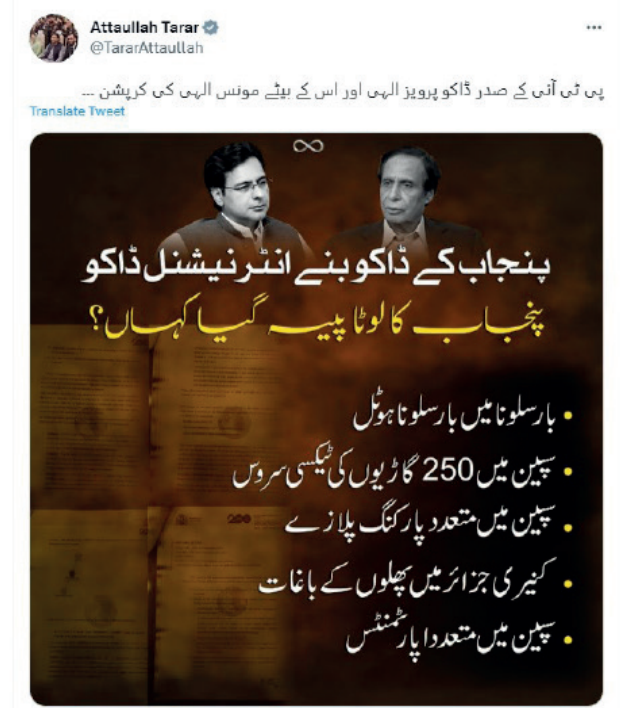 Attaullah Tarar
@TararAttaullah
پی ٹی آئی کے صدر ڈاکو پرویز الہی اور اس کے بیٹے مونس الہی کی کرپشن ...
Translate Tweet
پنجاب کے ڈاکو بنے انٹرنیشنل ڈاکو
پنجاب کا لوٹا پیسہ گیا کہاں؟
• بارسلونا میں بارسلونا ہوٹل
• سپین میں 250 گاڑیوں کی ٹیکسی سروس
• سپین میں متعدد پارکنگ پلازے
• کنیری جزائر میں پھلوں کے باغات
• سپین میں متعدد اپارٹمنٹس